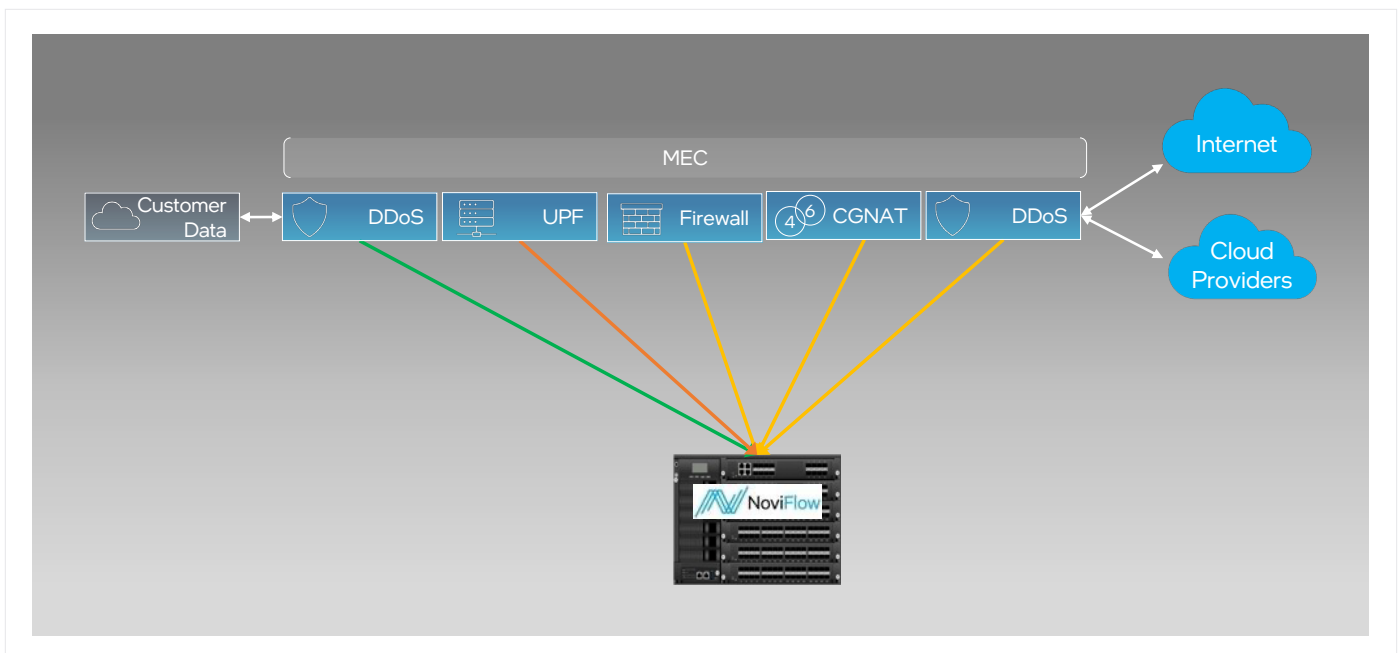 MEC
Customer
Data
DDoS
UPF
Firewall
4
6
CGNAT
DDoS
Internet
Cloud
Providers
NoviFlow